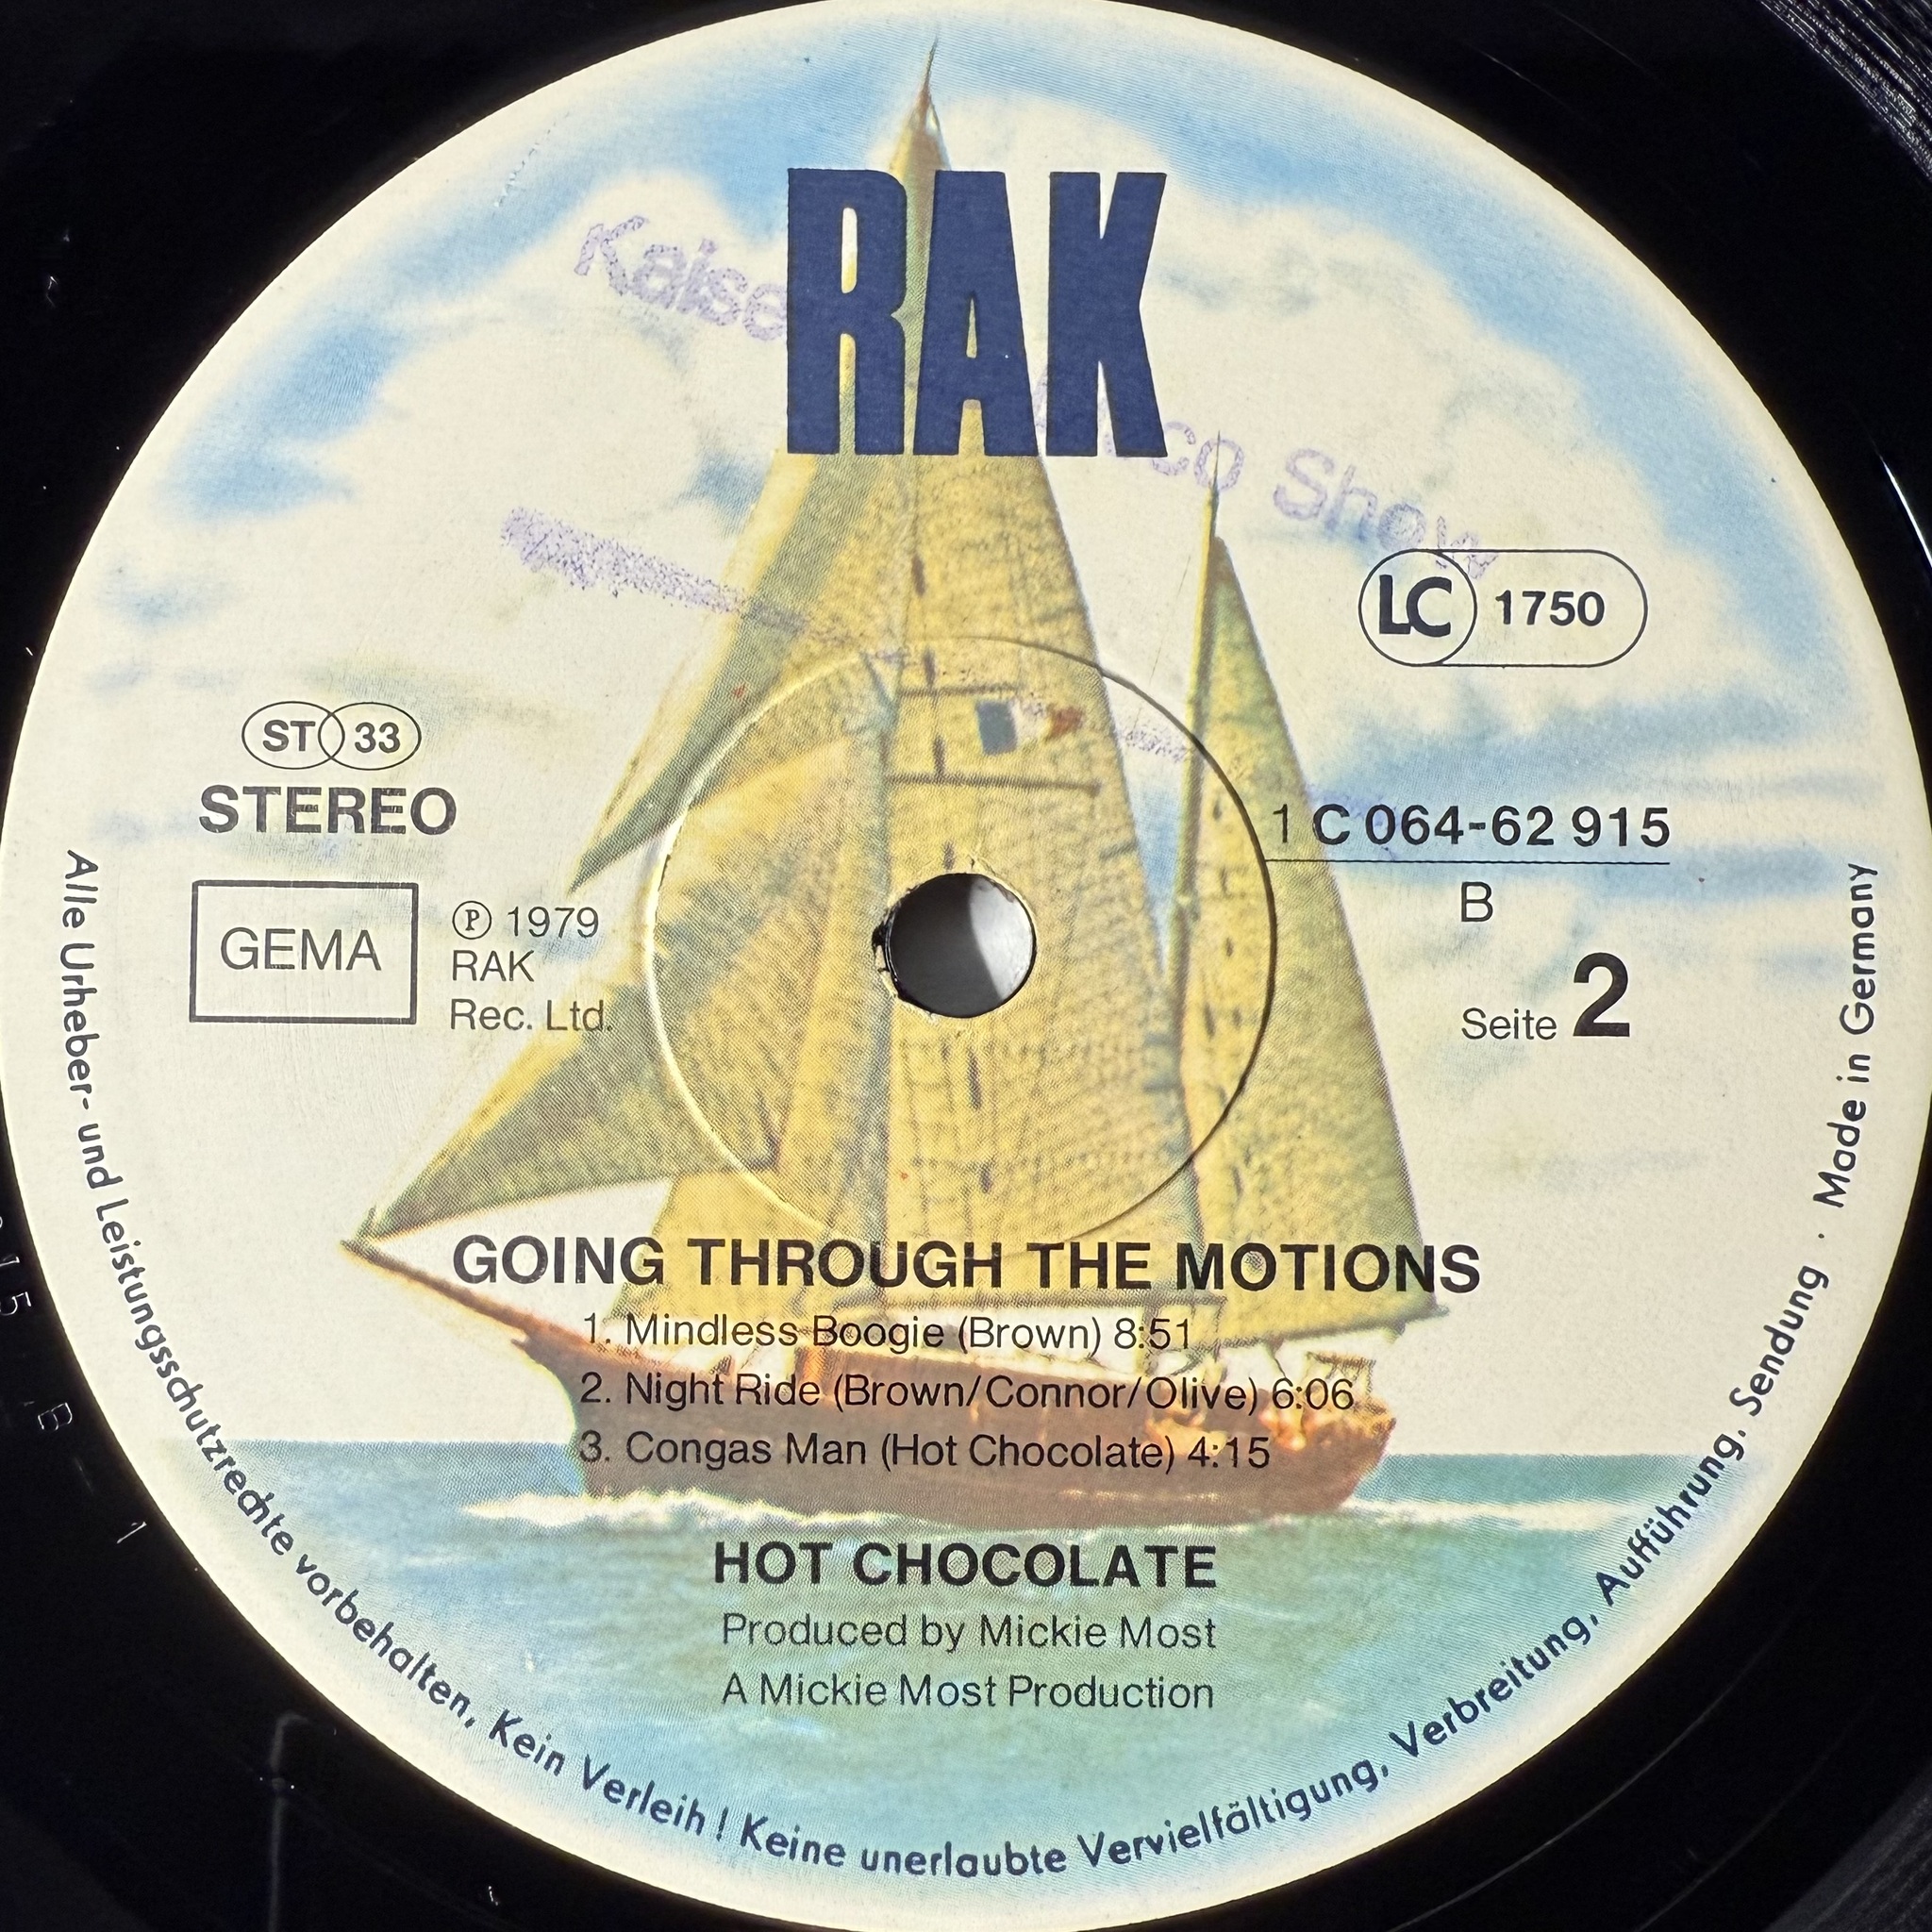 RAK
Show
LC 1750
ST 33
STEREO
1 C 064-62 915
B
Seite 2
GEMA
Ⓟ 1979
RAK
Rec. Ltd.
GOING THROUGH THE MOTIONS
1. Mindless Boogie (Brown) 8:51
2. Night Ride (Brown/Connor/Olive) 6:06
3. Congas Man (Hot Chocolate) 4:15
HOT CHOCOLATE
Produced by Mickie Most
A Mickie Most Production
Alle Urheber- und Leistungsschutzrechte vorbehalten. Kein Verleih! Keine unerlaubte Vervielfältigung, Verbreitung, Aufführung, Sendung · Made in Germany